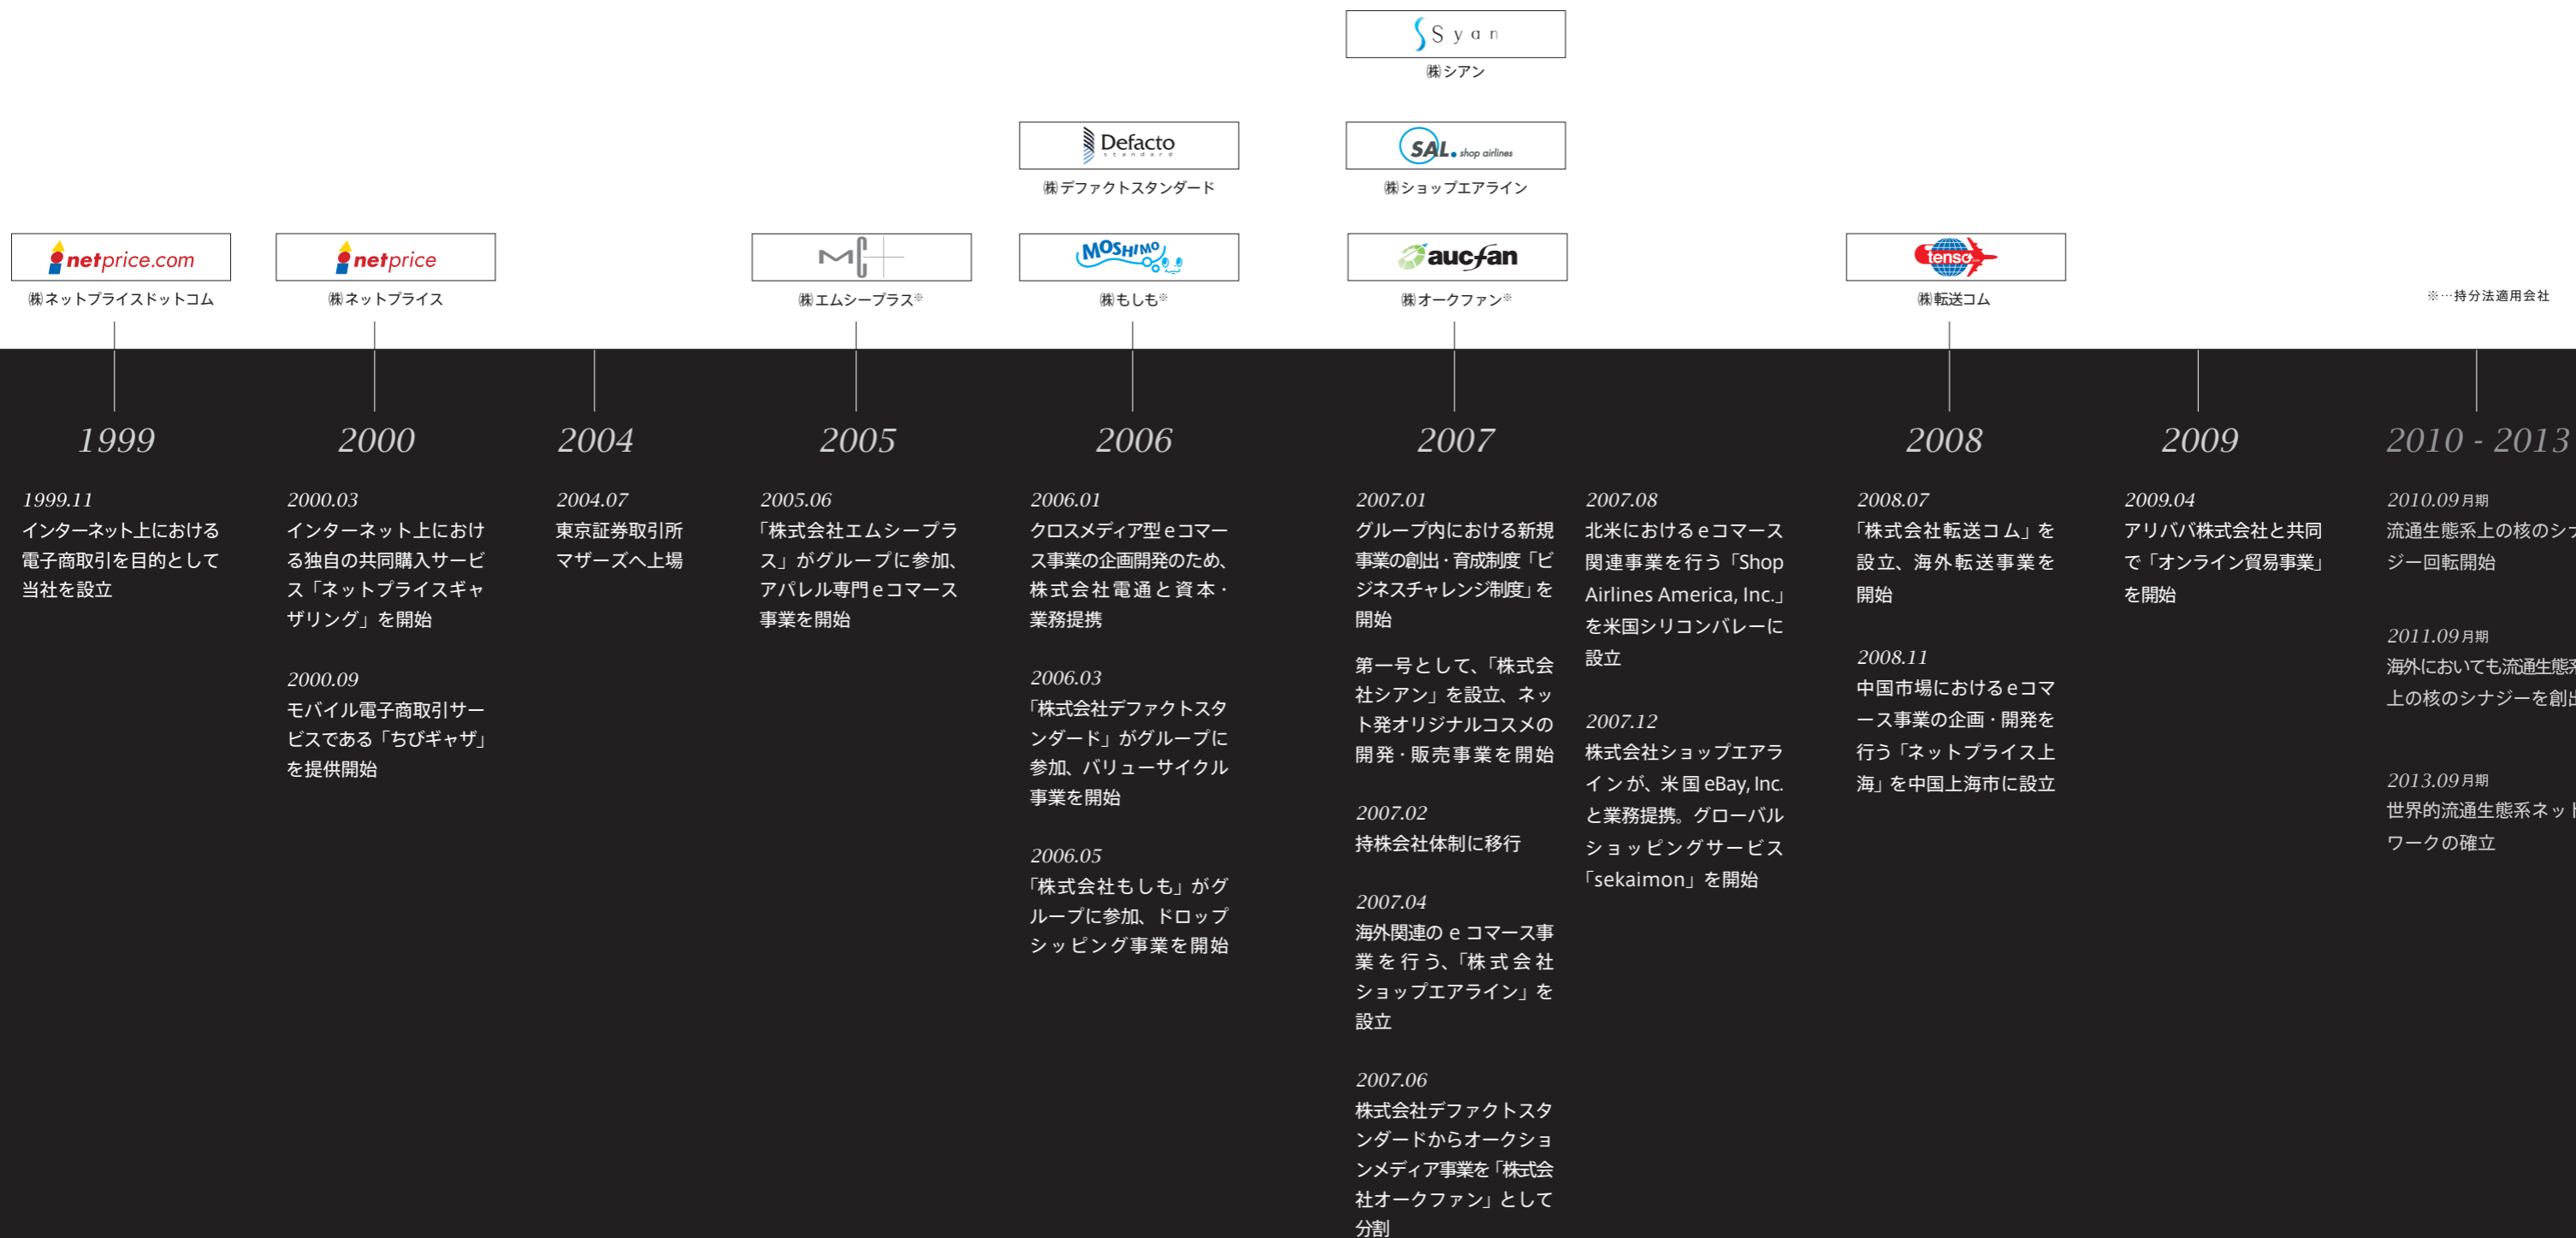 Syan
㈱シアン
Defacto
standard
㈱デファクトスタンダード
SAL. shop airlines
㈱ショップエアライン
netprice.com
㈱ネットプライスドットコム
netprice
㈱ネットプライス
MC+
㈱エムシープラス※
MOSHIMO
㈱もしも※
aucfan
㈱オークファン※
tenso
㈱転送コム
※…持分法適用会社
1999
1999.11
インターネット上における
電子商取引を目的として
当社を設立
2000
2000.03
インターネット上におけ
る独自の共同購入サービ
ス「ネットプライスギャ
ザリング」を開始
2000.09
モバイル電子商取引サー
ビスである「ちびギャザ」
を提供開始
2004
2004.07
東京証券取引所
マザーズへ上場
2005
2005.06
「株式会社エムシープラ
ス」がグループに参加、
アパレル専門eコマース
事業を開始
2006
2006.01
クロスメディア型eコマー
ス事業の企画開発のため、
株式会社電通と資本・
業務提携
2006.03
「株式会社デファクトスタ
ンダード」がグループに
参加、バリューサイクル
事業を開始
2006.05
「株式会社もしも」がグ
ループに参加、ドロップ
シッピング事業を開始
2007
2007.01
グループ内における新規
事業の創出・育成制度「ビ
ジネスチャレンジ制度」を
開始
第一号として、「株式会
社シアン」を設立、ネッ
ト発オリジナルコスメの
開発・販売事業を開始
2007.02
持株会社体制に移行
2007.04
海外関連の e コマース事
業を行う、「株式会社
ショップエアライン」を
設立
2007.06
株式会社デファクトスタ
ンダードからオークショ
ンメディア事業を「株式会
社オークファン」として
分割
2007.08
北米におけるeコマース
関連事業を行う「Shop
Airlines America, Inc.」
を米国シリコンバレーに
設立
2007.12
株式会社ショップエアラ
インが、米国eBay, Inc.
と業務提携。グローバル
ショッピングサービス
「sekaimon」を開始
2008
2008.07
「株式会社転送コム」を
設立、海外転送事業を
開始
2008.11
中国市場におけるeコマ
ース事業の企画・開発を
行う「ネットプライス上
海」を中国上海市に設立
2009
2009.04
アリババ株式会社と共同
で「オンライン貿易事業」
を開始
2010 - 2013
2010.09月期
流通生態系上の核のシナ
ジー回転開始
2011.09月期
海外においても流通生態系
上の核のシナジーを創出
2013.09月期
世界的流通生態系ネット
ワークの確立